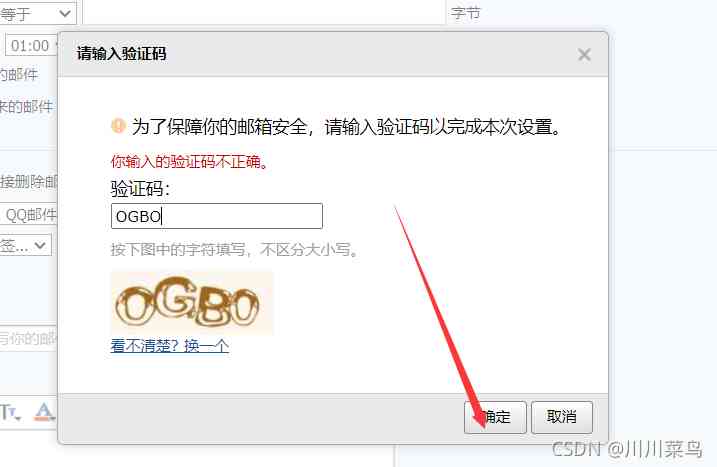 等于
字节
01:00
请输入验证码
的邮件
来的邮件
为了保障你的邮箱安全，请输入验证码以完成本次设置。
你输入的验证码不正确。
接删除邮
验证码：
QQ邮件
OGBO
签...
按下图中的字符填写，不区分大小写。
OGBO
写你的邮件
看不清楚？换一个
确定
取消
CSDN @川川菜鸟